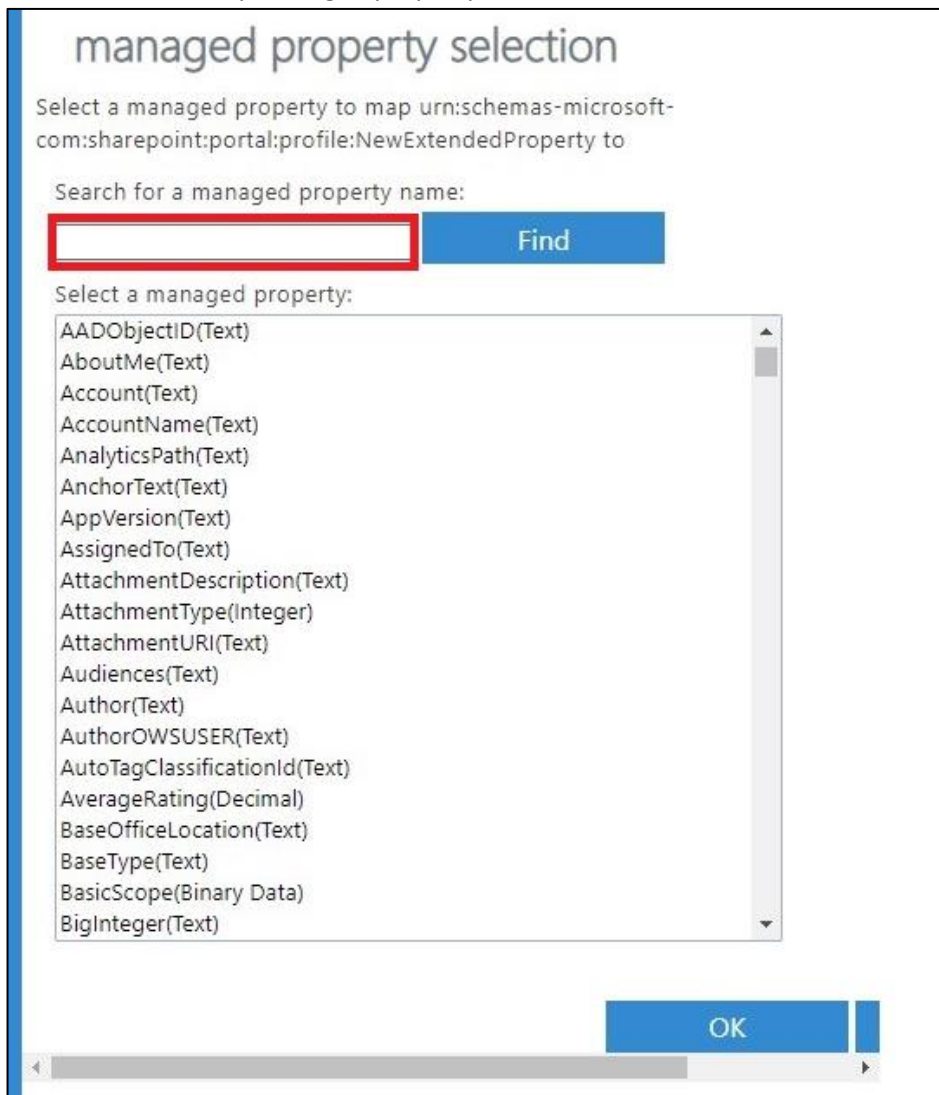 managed property selection
Select a managed property to map urn:schemas-microsoft-
com:sharepoint:portal:profile:NewExtendedProperty to
Search for a managed property name:
Find
Select a managed property:
AADObjectID(Text)
AboutMe(Text)
Account(Text)
AccountName(Text)
AnalyticsPath(Text)
AnchorText(Text)
AppVersion(Text)
AssignedTo(Text)
AttachmentDescription(Text)
AttachmentType(Integer)
AttachmentURI(Text)
Audiences(Text)
Author(Text)
AuthorOWSUSER(Text)
AutoTagClassificationId(Text)
AverageRating(Decimal)
BaseOfficeLocation(Text)
BaseType(Text)
BasicScope(Binary Data)
BigInteger(Text)
OK